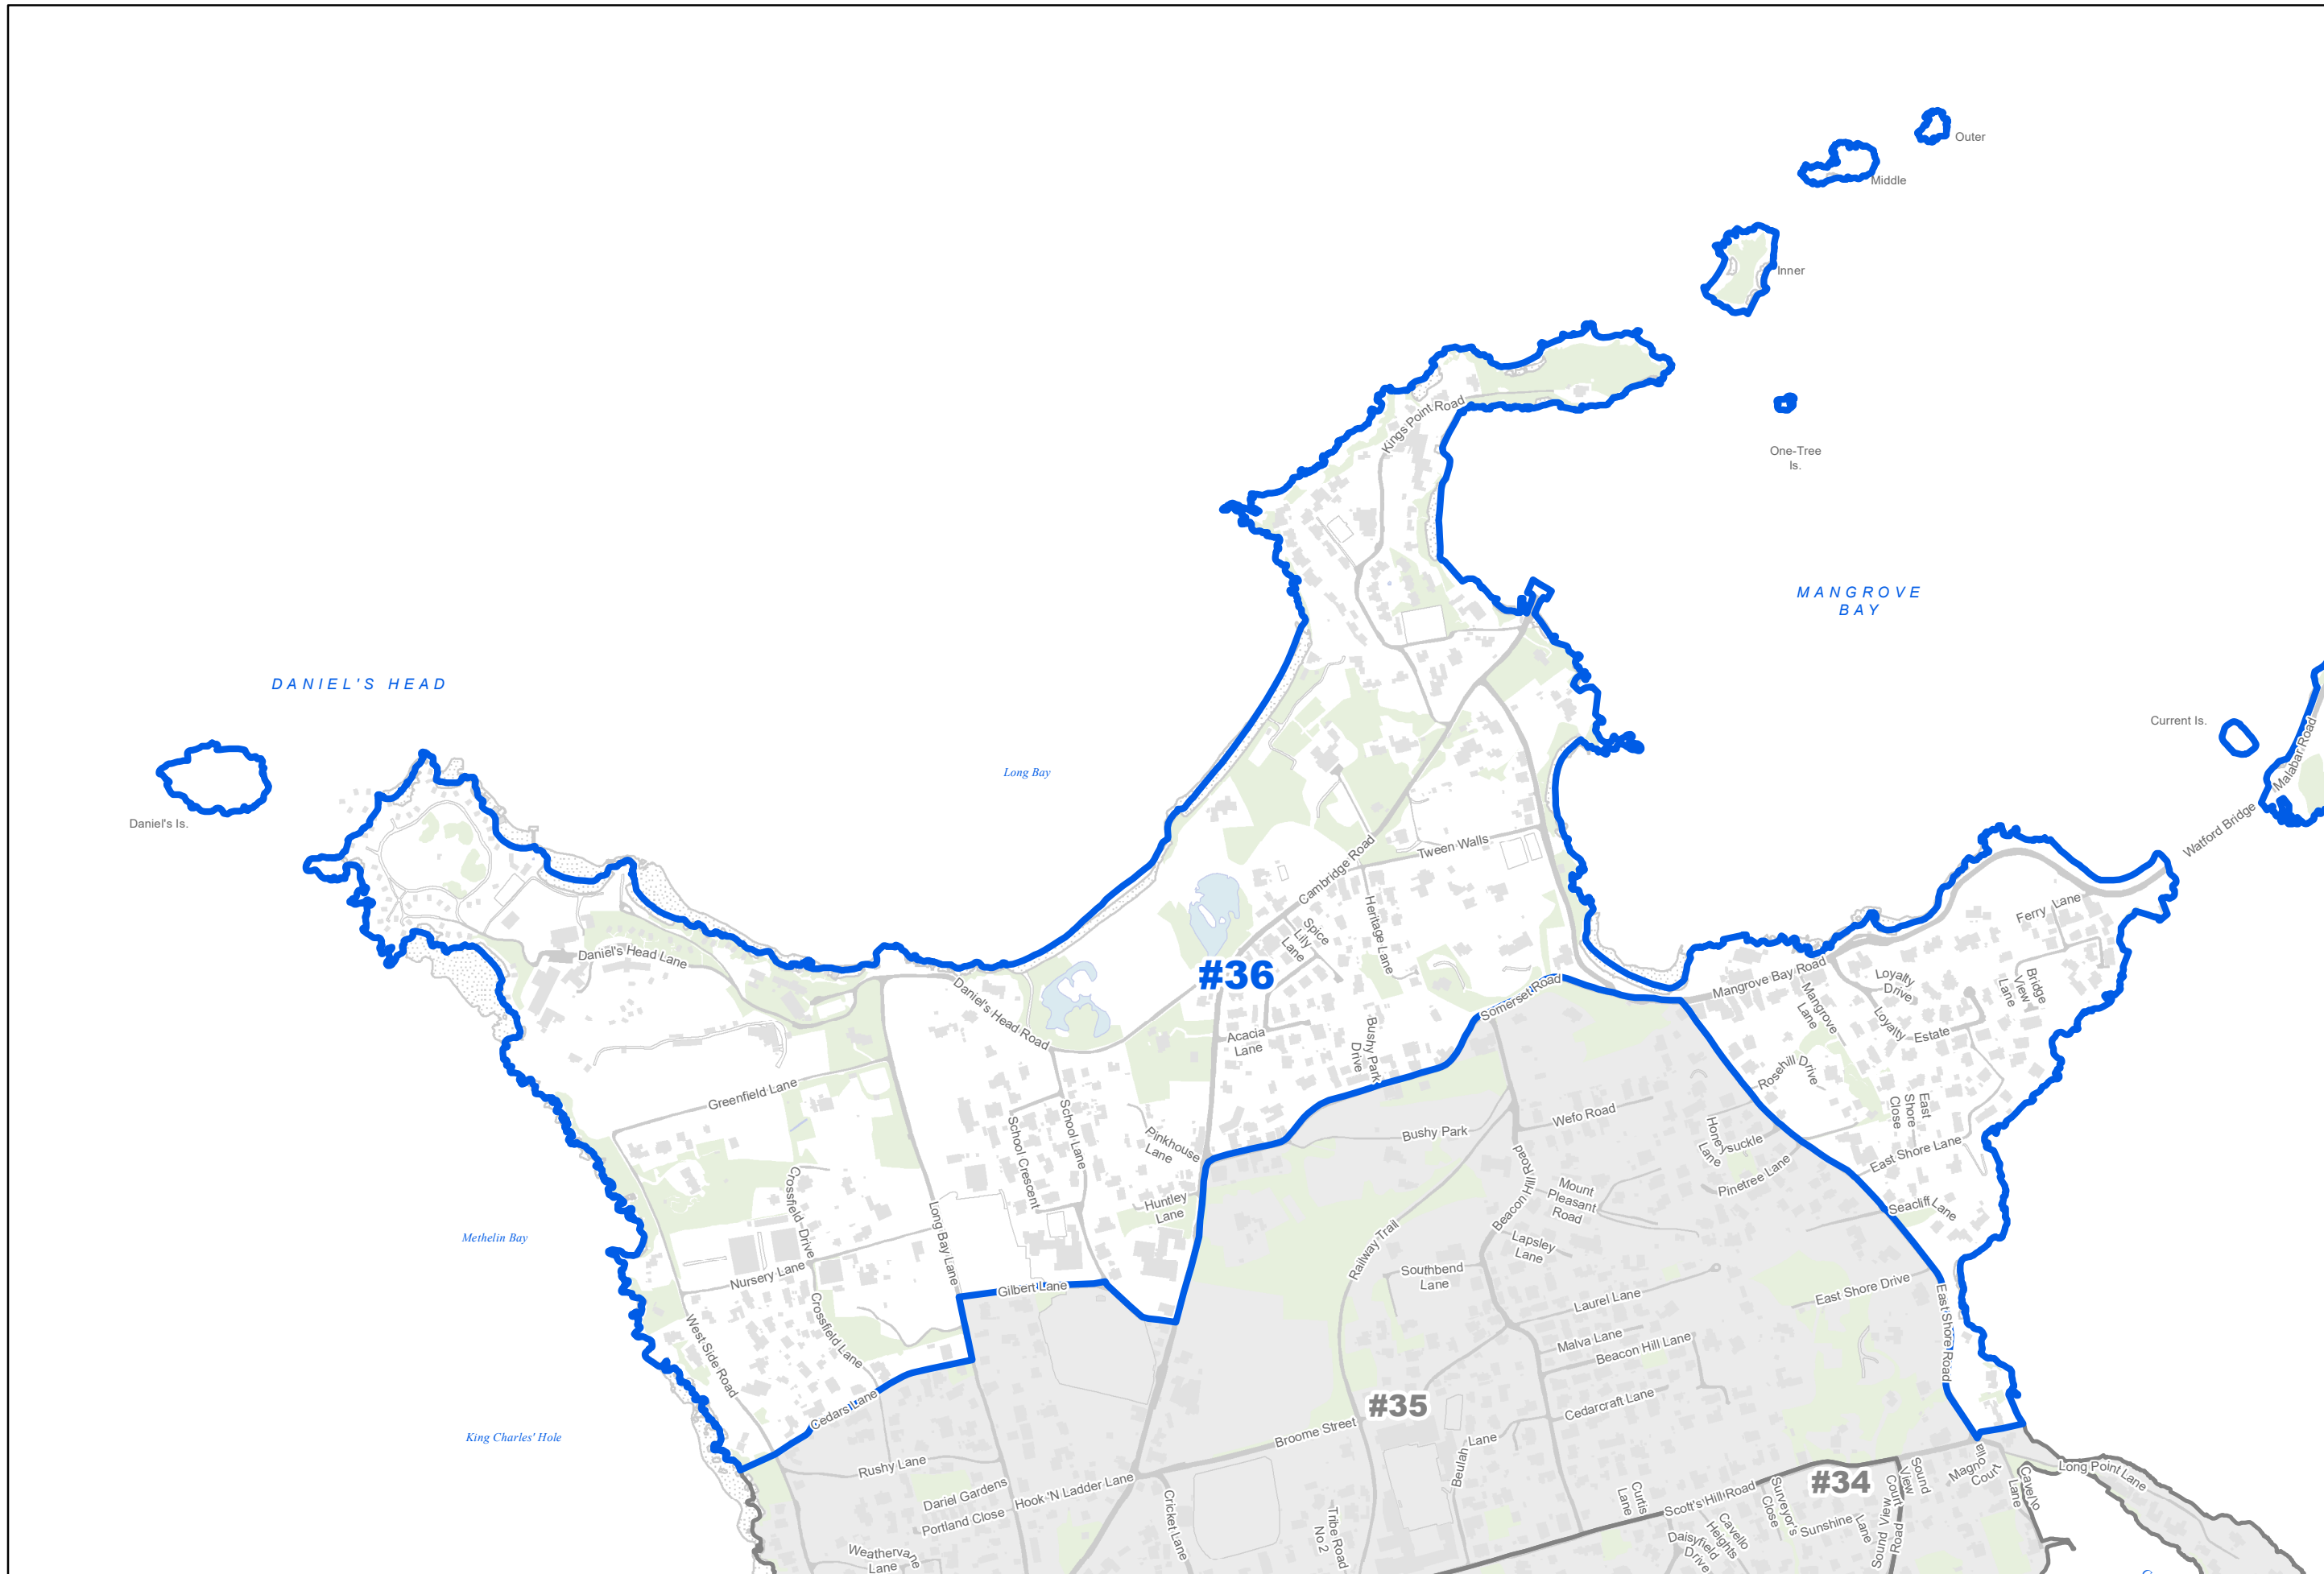 Outer
Middle
Inner
Kings Point Road
One-Tree
Is.
MANGROVE
BAY
DANIEL'S HEAD
Current Is.
Malabar Road
Long Bay
Daniel's Is.
Watford Bridge
Tween Walls
Cambridge Road
Heritage Lane
Ferry Lane
Spice
Lily
Lane
Daniel's Head Lane
#36
Mangrove Bay Road
Loyalty
Drive
Bridge
View
Lane
Mangrove
Lane
Somerset Road
Daniel's Head Road
Loyalty
Estate
Acacia
Lane
Bushy Park
Drive
Rosehill Drive
Greenfield Lane
East
Shore
Close
Wefo Road
School Lane
School Crescent
Pinkhouse
Lane
Bushy Park
Honeysuckle
Lane
East Shore Lane
Pinetree Lane
Crossfield Drive
Huntley
Lane
Beacon Hill Road
Mount
Pleasant
Road
Seacliff Lane
Methelin Bay
Long Bay Lane
Railway Trail
Lapsley
Lane
Nursery Lane
Southbend
Lane
Gilbert Lane
Laurel Lane
East Shore Drive
East Shore Road
Crossfield Lane
West Side Road
Malva Lane
Beacon Hill Lane
Cedars Lane
#35
Cedarcraft Lane
King Charles' Hole
Broome Street
Beulah Lane
Rushy Lane
#34
Sound
View
Court
Magnolia
Court
Long Point Lane
Cavello
Lane
Dariel Gardens
Hook 'N Ladder Lane
Portland Close
Cricket Lane
Tribe Road
No 2
Curtis
Lane
Scott's Hill Road
Surveyor's
Close
Sunshine
Lane
Cavello
Heights
Daisyfield
Drive
Sound View
Road
Weathervane
Lane